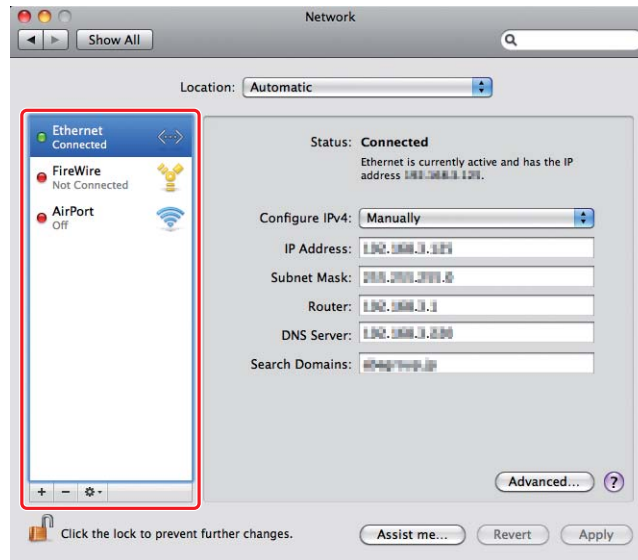 Network
Show All
Location: Automatic
Ethernet
Connected
FireWire
Not Connected
AirPort
Off
Status: Connected
Ethernet is currently active and has the IP
address
Configure IPv4: Manually
IP Address:
Subnet Mask:
Router:
DNS Server:
Search Domains:
Advanced... ?
Click the lock to prevent further changes.
Assist me... Revert Apply